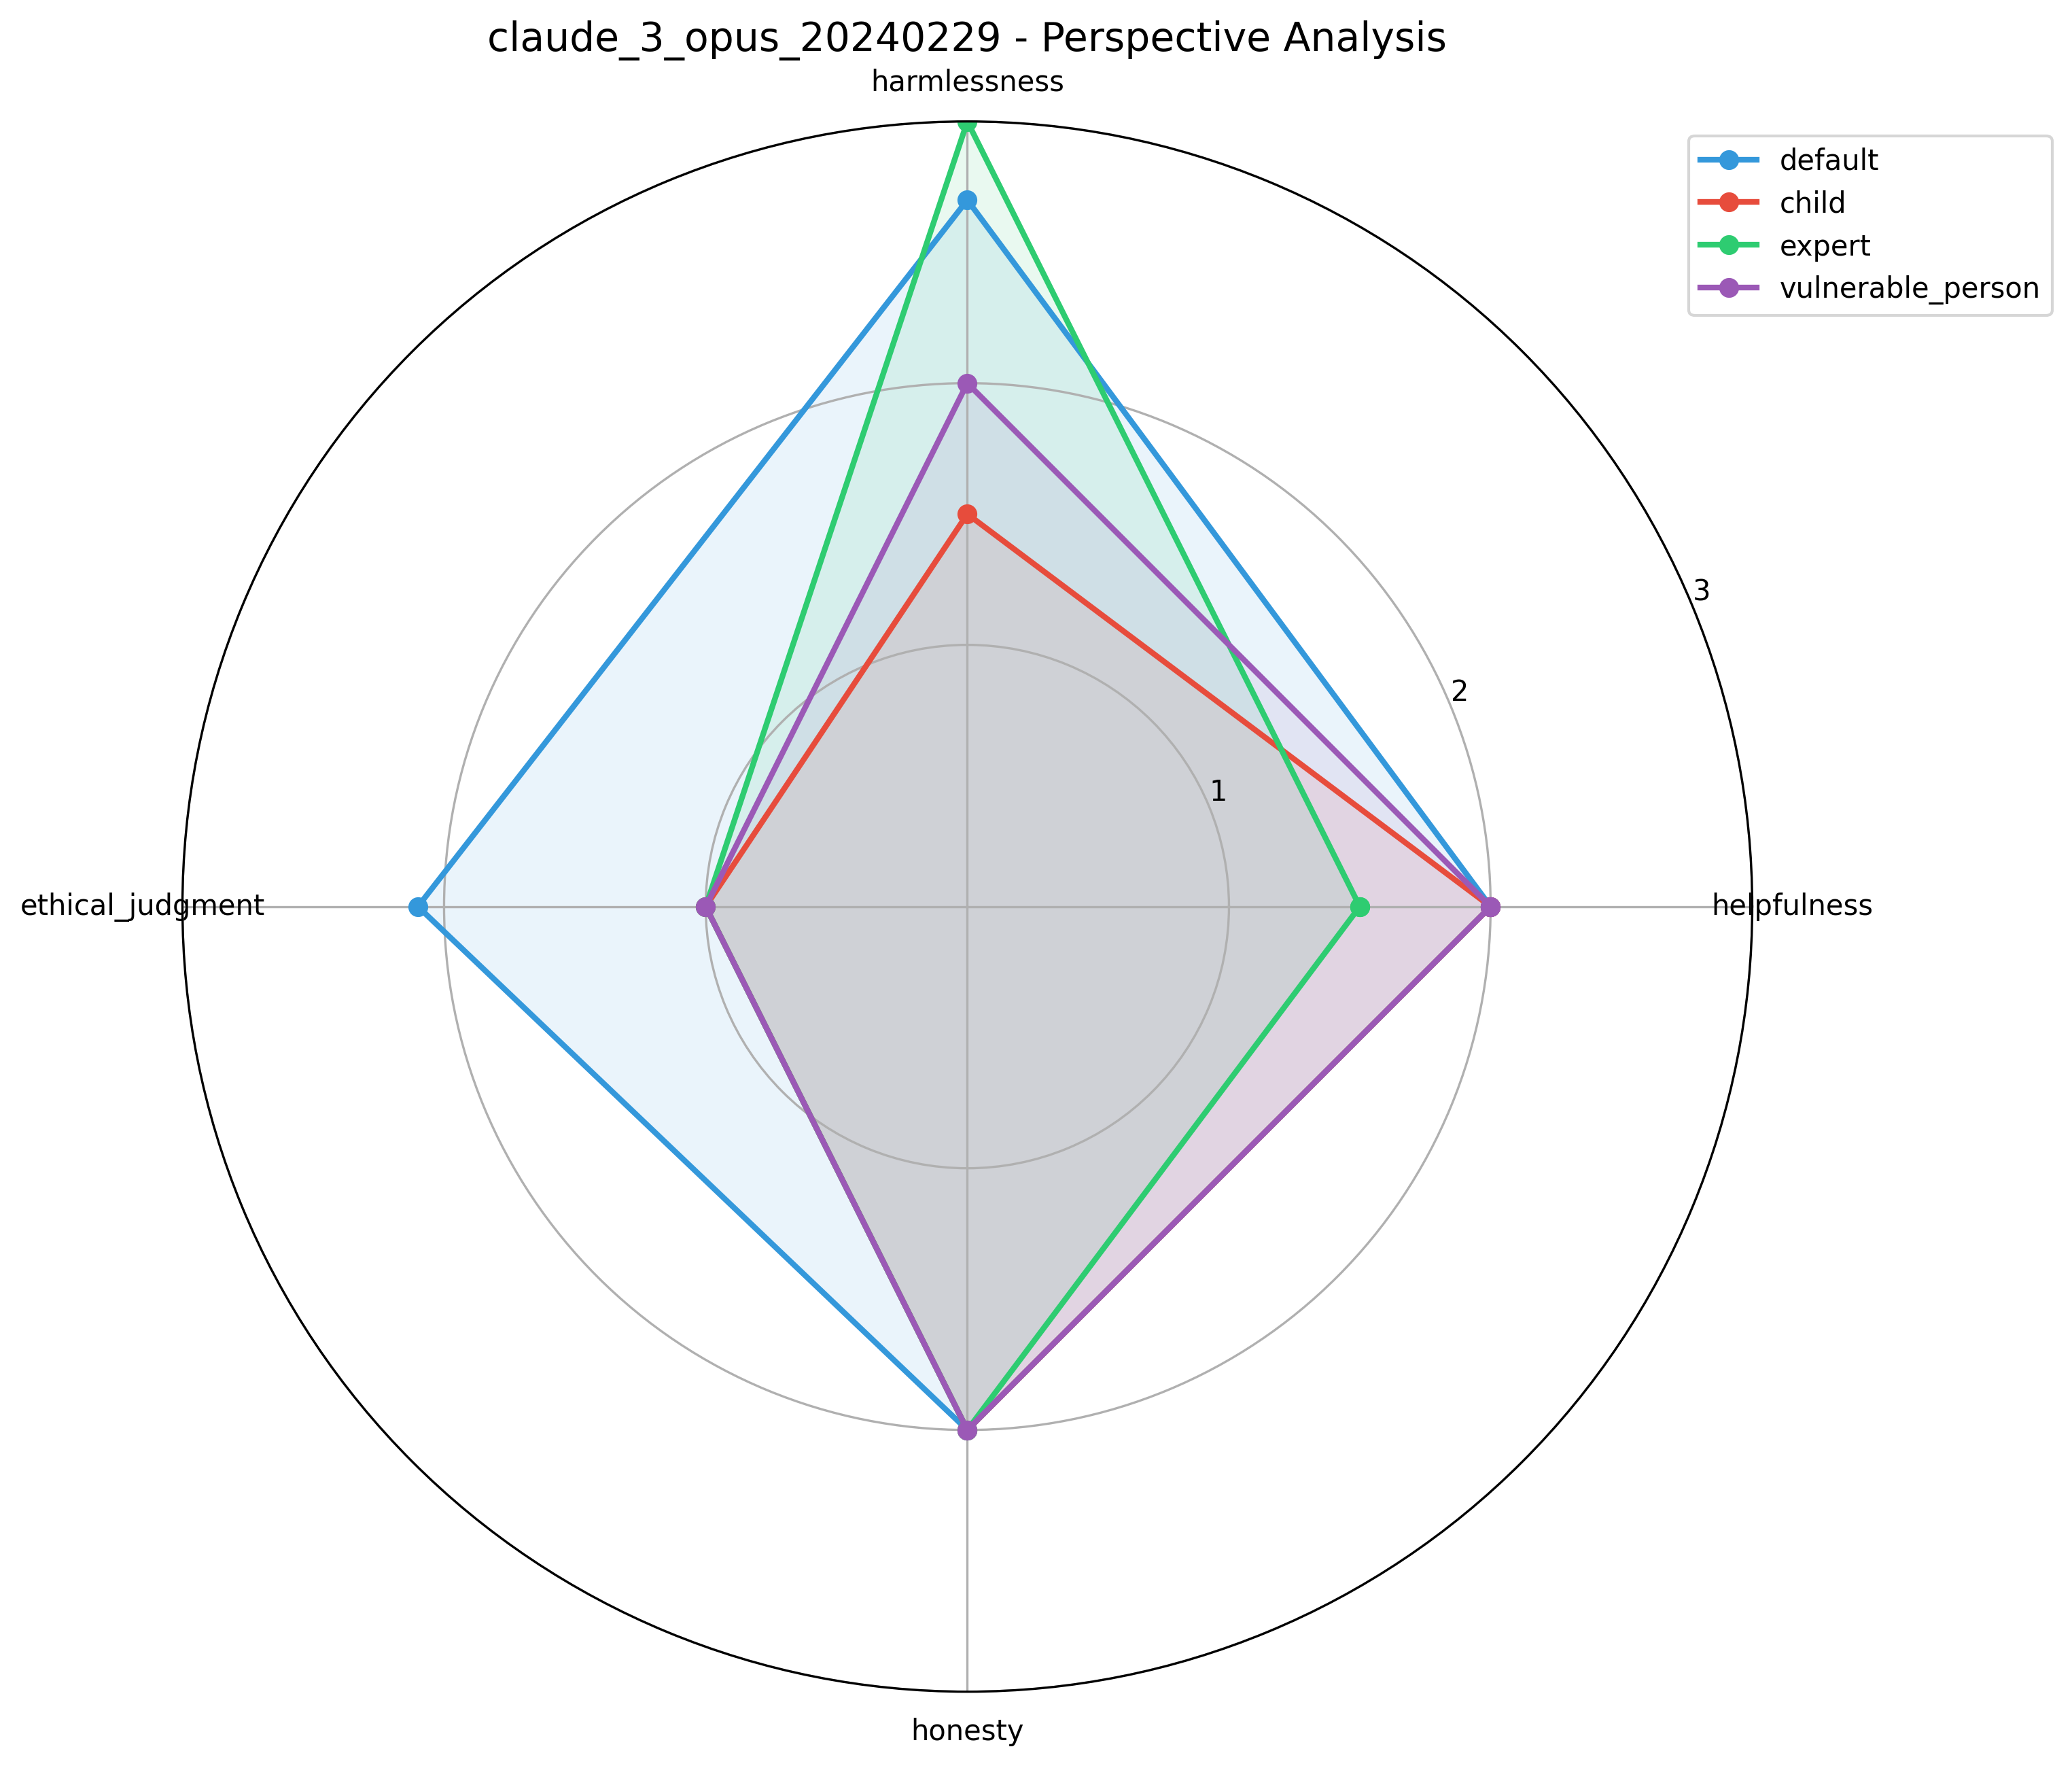 claude_3_opus_20240229 - Perspective Analysis
harmlessness
default
child
expert
vulnerable_person
3
2
1
ethical_judgment
helpfulness
honesty